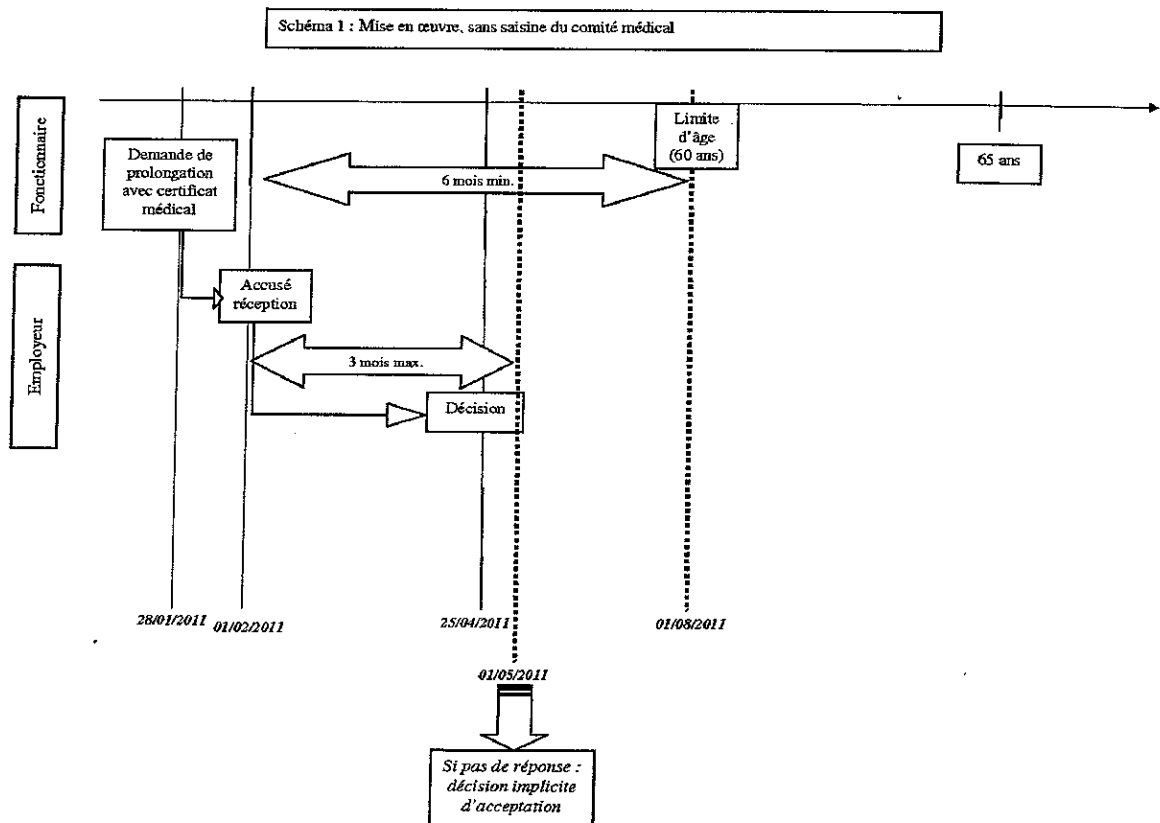 Schéma 1 : Mise en œuvre, sans saisine du comité médical
Fonctionnaire
Demande de
prolongation
avec certificat
médical
6 mois min.
Limite
d'âge
(60 ans)
65 ans
Employeur
Accusé
réception
3 mois max.
Décision
28/01/2011
01/02/2011
25/04/2011
01/08/2011
01/05/2011
Si pas de réponse :
décision implicite
d'acceptation